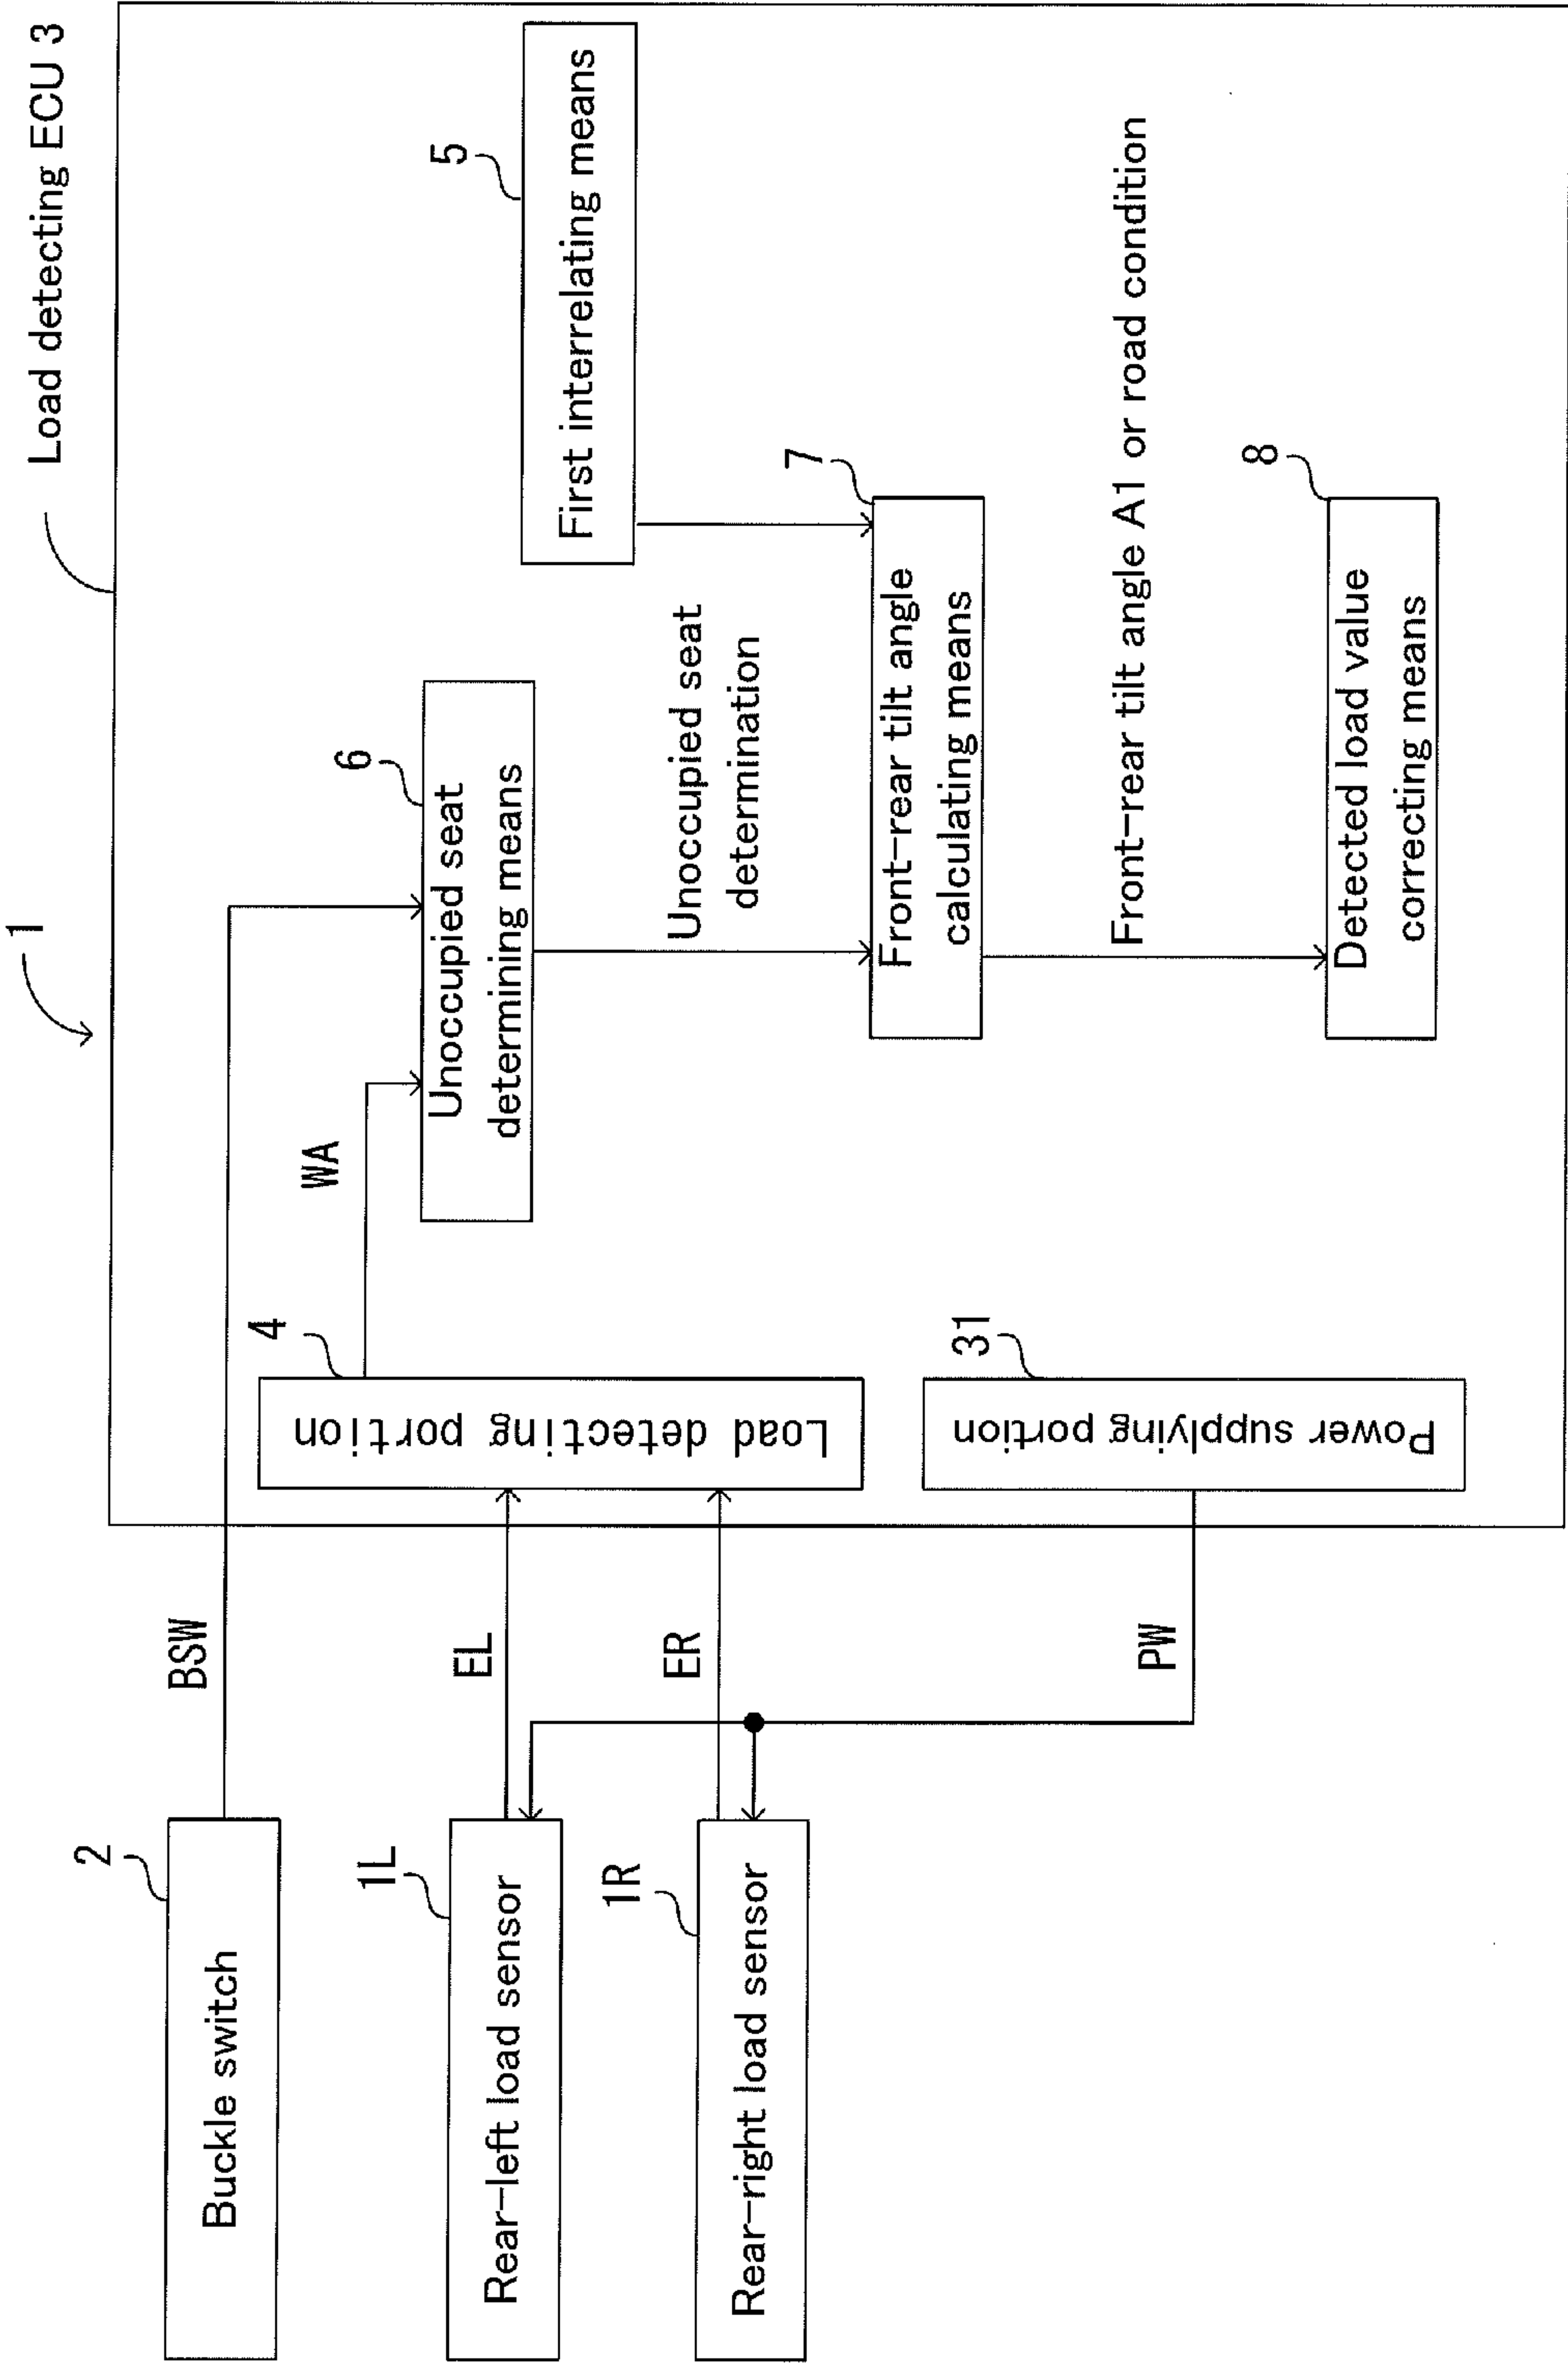 1
Load detecting ECU 3
2
Buckle switch
BSW
1L
Rear-left load sensor
EL
1R
Rear-right load sensor
ER
PW
4
Load detecting portion
31
Power supplying portion
WA
6
Unoccupied seat
determining means
5
First interrelating means
Unoccupied seat
determination
7
Front-rear tilt angle
calculating means
Front-rear tilt angle A1 or road condition
8
Detected load value
correcting means